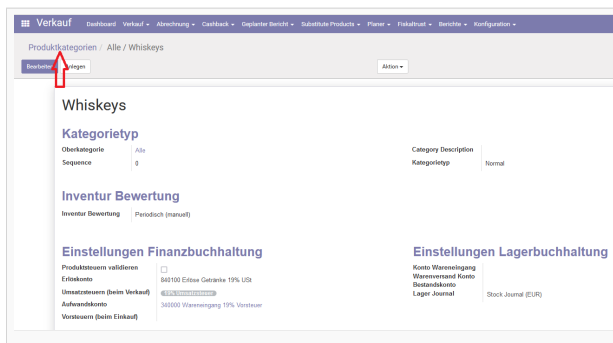 Verkauf Dashboard Verkauf Abrechnung Cashback Geplanter Bericht Substitute Products Planer Fiskaltrust Berichte Konfiguration
Produktkategorien / Alle / Whiskeys
Bearbeiten Anlegen Aktion
Whiskeys
Kategorietyp
Oberkategorie Alle Category Description
Sequence 0 Kategorietyp Normal
Inventur Bewertung
Inventur Bewertung Periodisch (manuell)
Einstellungen Finanzbuchhaltung Einstellungen Lagerbuchhaltung
Produktsteuern validieren Konto Wareneingang
Erlöskonto 840100 Erlöse Getränke 19% USt Warenversand Konto
Bestandskonto
Umsatzsteuern (beim Verkauf) 19% Umsatzsteuer Lager Journal Stock Journal (EUR)
Aufwandskonto 340000 Wareneingang 19% Vorsteuer
Vorsteuern (beim Einkauf)